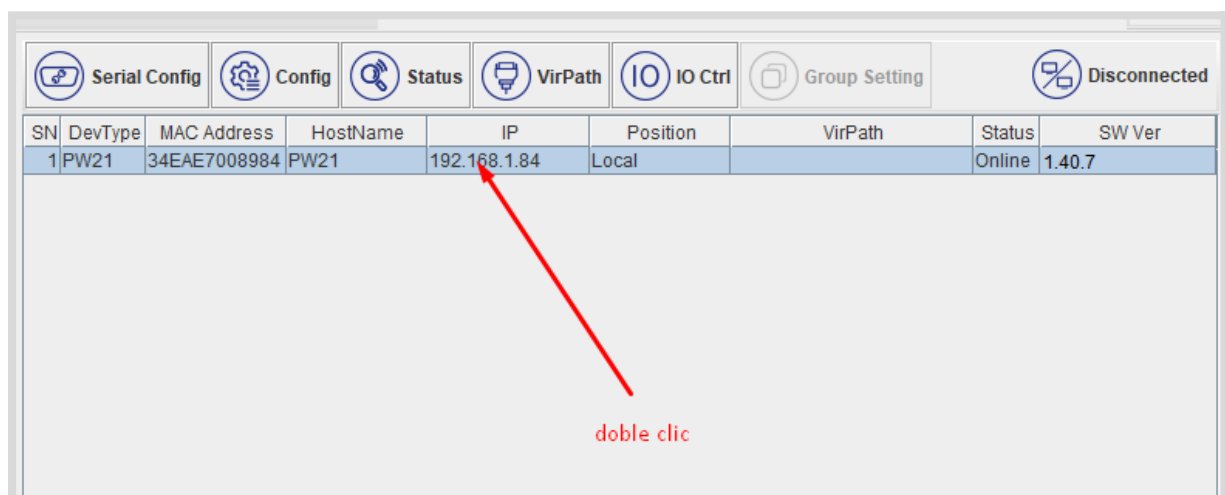 Serial Config Config Status VirPath IO IO Ctrl Group Setting Disconnected
SN DevType MAC Address HostName IP Position VirPath Status SW Ver
1 PW21 34EAE7008984 PW21 192.168.1.84 Local Online 1.40.7
doble clic